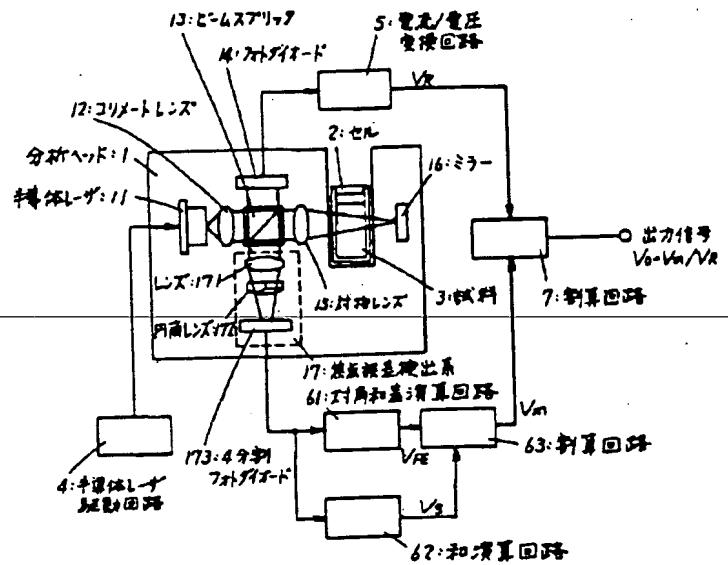 13:ビームスプリッタ
14:フォトダイオード
5:電流/電圧
変換回路
VR
12:コリメートレンズ
2:セル
16:ミラー
分析ヘッド:1
半導体レーザ:11
出力信号
Vo=VM/VR
レンズ:171
15:対物レンズ
3:試料
7:割算回路
円筒レンズ:172
17:焦点誤差検出系
61:対角和差演算回路
VM
VFE
63:割算回路
4:半導体レーザ
駆動回路
173:4分割
フォトダイオード
VS
62:和演算回路